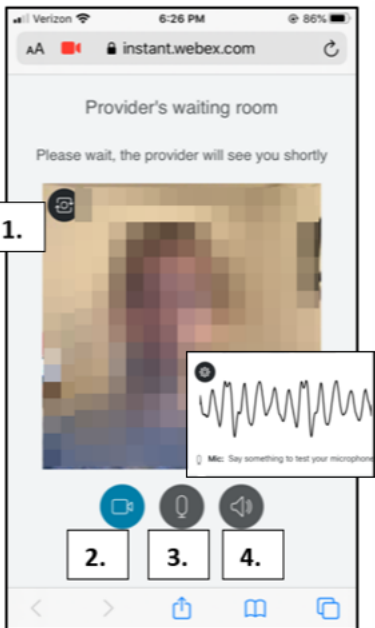 Verizon 6:26 PM 86%
AA instant.webex.com
Provider's waiting room
Please wait, the provider will see you shortly
1.
Mic: Say something to test your microphone
2. 3. 4.